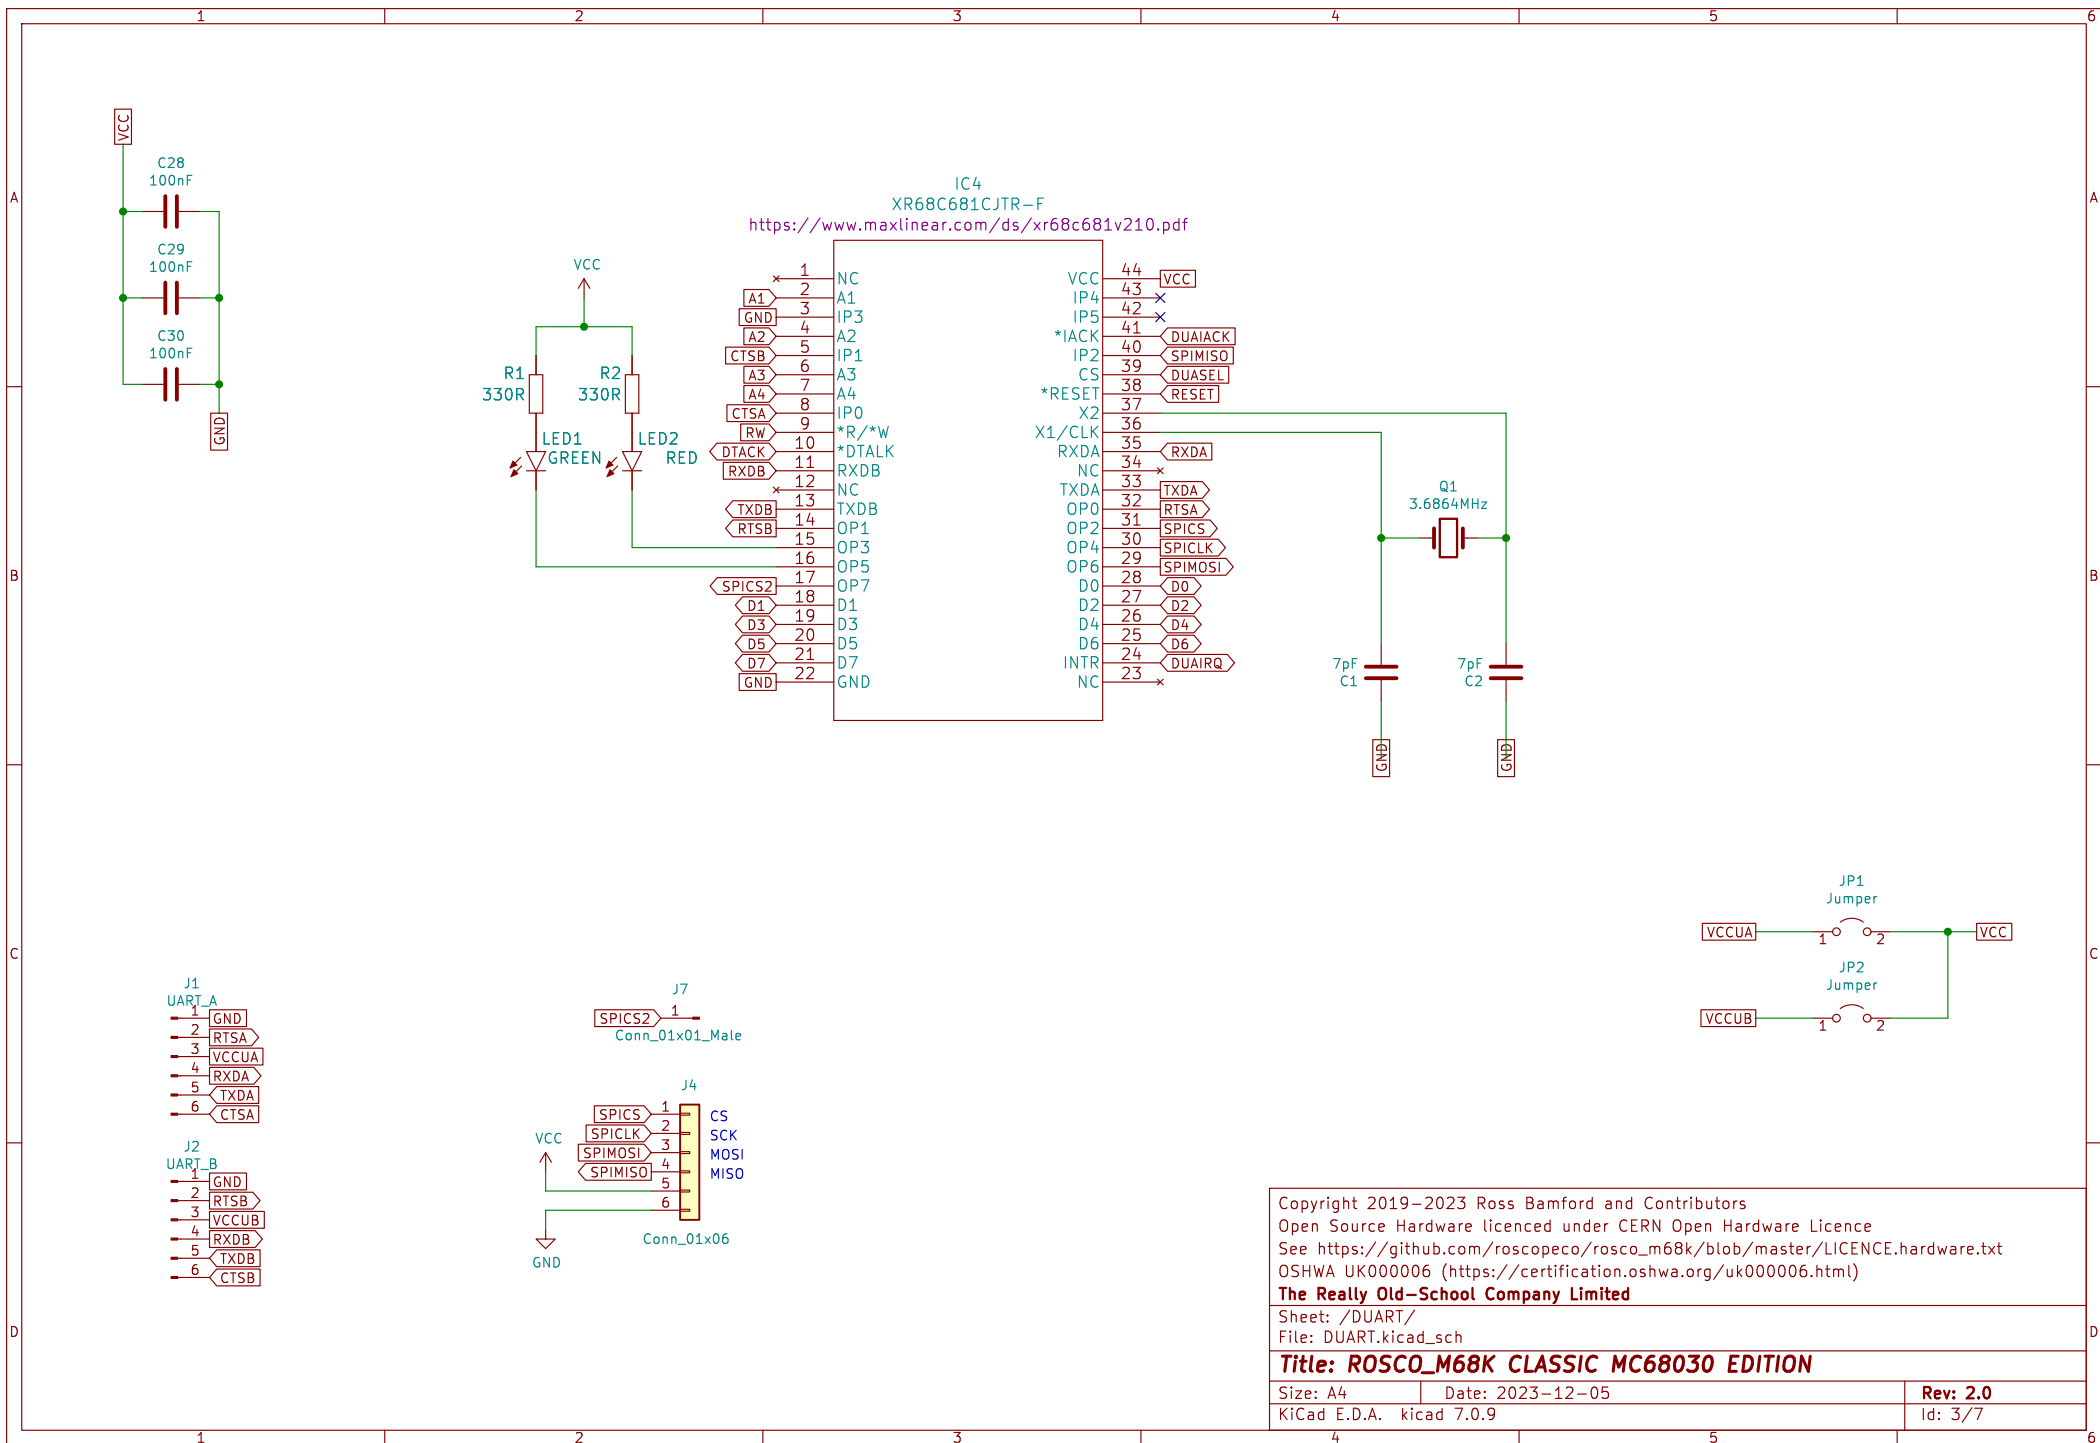 1 2 3 4 5 6
A
B
C
D
A
B
C
D
VCC
C28
100nF
C29
100nF
C30
100nF
GND
VCC
R1
330R
R2
330R
LED1
GREEN
LED2
RED
IC4
XR68C681CJTR-F
https://www.maxlinear.com/ds/xr68c681v210.pdf
1 NC
A1 2 A1
GND 3 IP3
A2 4 A2
CTSB 5 IP1
A3 6 A3
A4 7 A4
CTSA 8 IP0
RW 9 *R/*W
DTACK 10 *DTALK
RXDB 11 RXDB
12 NC
TXDB 13 TXDB
RTSB 14 OP1
15 OP3
16 OP5
SPICS2 17 OP7
D1 18 D1
D3 19 D3
D5 20 D5
D7 21 D7
GND 22 GND
VCC 44 VCC
IP4 43
IP5 42
*IACK 41 DUAIACK
IP2 40 SPIMISO
CS 39 DUASEL
*RESET 38 RESET
X2 37
X1/CLK 36
RXDA 35 RXDA
NC 34
TXDA 33 TXDA
OP0 32 RTSA
OP2 31 SPICS
OP4 30 SPICLK
OP6 29 SPIMOSI
D0 28 D0
D2 27 D2
D4 26 D4
D6 25 D6
INTR 24 DUAIRQ
NC 23
Q1
3.6864MHz
7pF
C1
7pF
C2
GND
GND
JP1
Jumper
VCCUA 1 2 VCC
JP2
Jumper
VCCUB 1 2
J1
UART_A
1 GND
2 RTSA
3 VCCUA
4 RXDA
5 TXDA
6 CTSA
J2
UART_B
1 GND
2 RTSB
3 VCCUB
4 RXDB
5 TXDB
6 CTSB
J7
SPICS2 1
Conn_01x01_Male
J4
SPICS 1 CS
SPICLK 2 SCK
SPIMOSI 3 MOSI
SPIMISO 4 MISO
VCC
5
6
Conn_01x06
GND
Copyright 2019-2023 Ross Bamford and Contributors
Open Source Hardware licenced under CERN Open Hardware Licence
See https://github.com/roscopeco/rosco_m68k/blob/master/LICENCE.hardware.txt
OSHWA UK000006 (https://certification.oshwa.org/uk000006.html)
The Really Old-School Company Limited
Sheet: /DUART/
File: DUART.kicad_sch
Title: ROSCO_M68K CLASSIC MC68030 EDITION
Size: A4 Date: 2023-12-05 Rev: 2.0
KiCad E.D.A. kicad 7.0.9 Id: 3/7
1 2 3 4 5 6